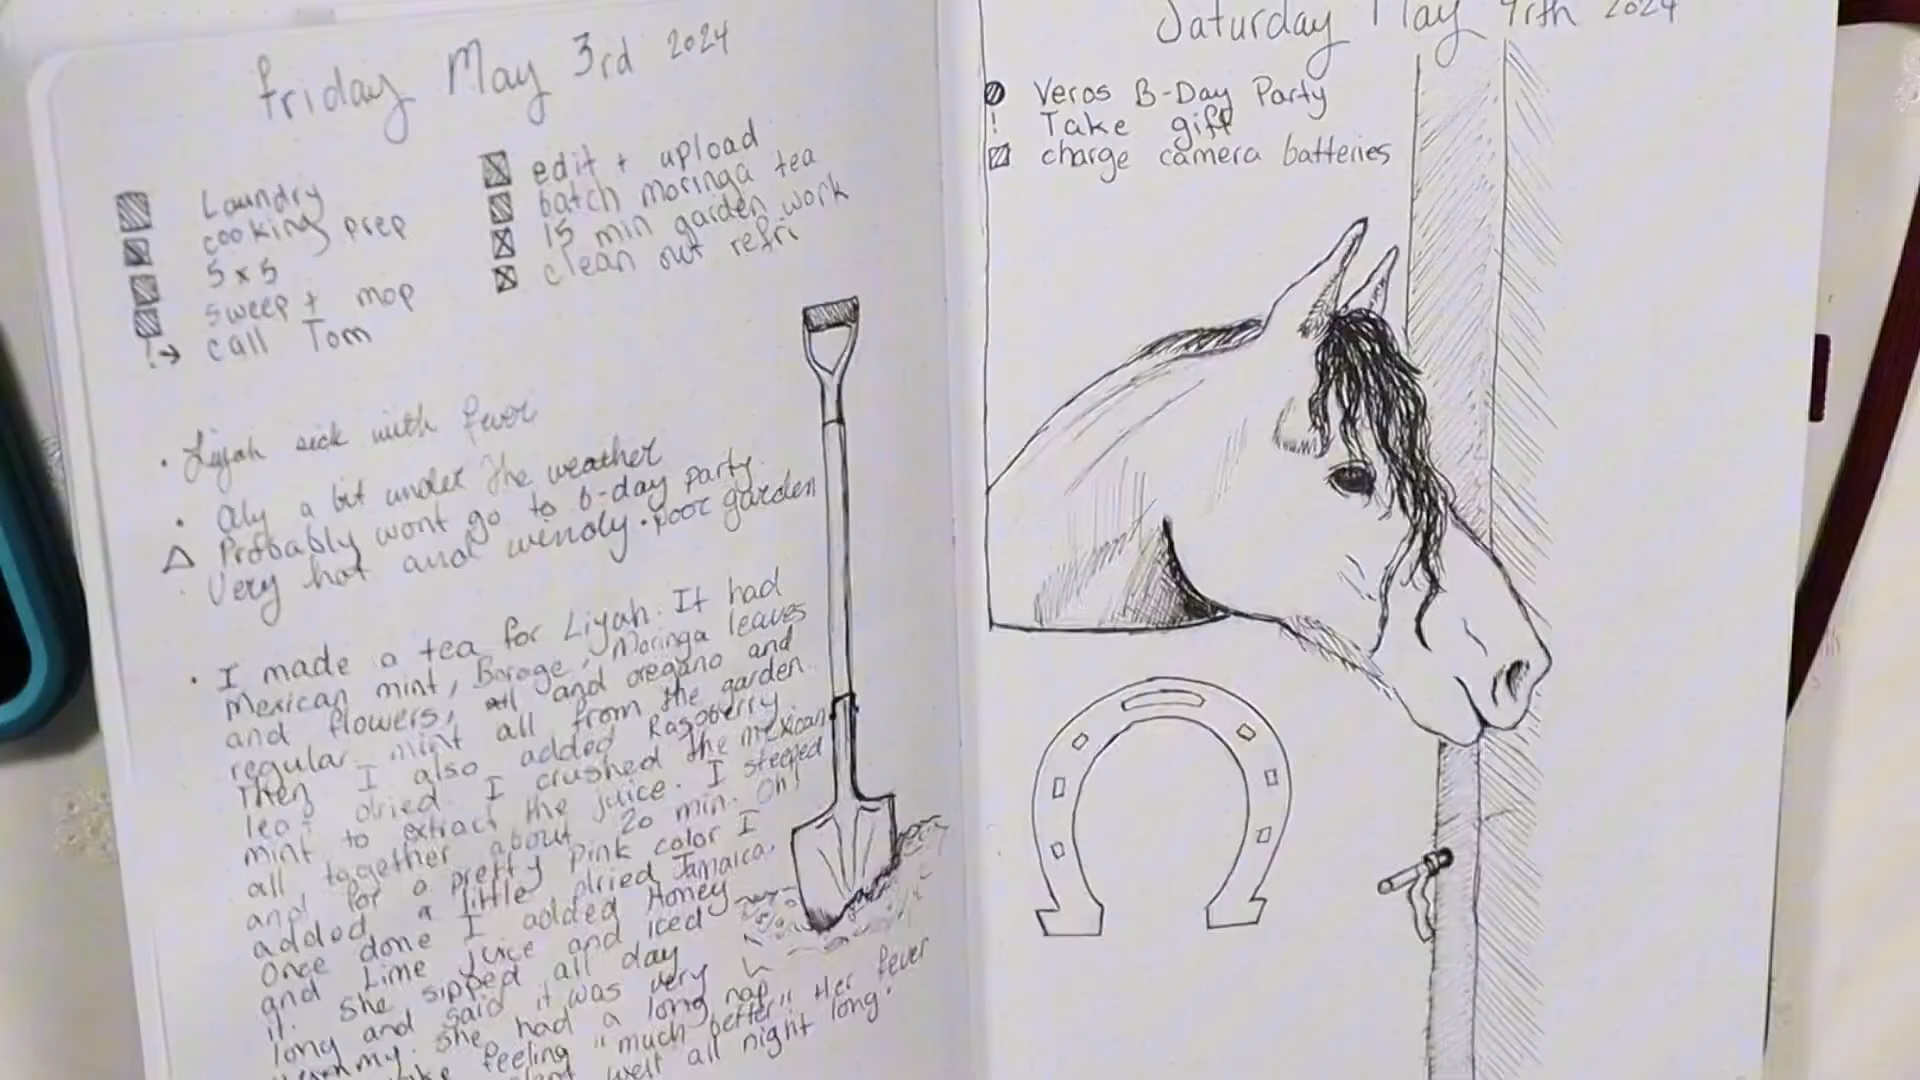 Friday May 3rd 2024
Laundry
cooking prep
5 x 5
sweep + mop
! → call Tom
edit + upload
batch moringa tea
15 min garden work
clean out refri
• Liyah sick with fever
• Aly a bit under the weather
△ Probably wont go to b-day party
• Very hot and windy • poor garden
• I made a tea for Liyah. It had
Mexican mint, Borage, Moringa leaves
and flowers, and oregano and
regular mint all from the garden.
Then I also added Raspberry
leaf dried. I crushed the mexican
mint to extract the juice. I steeped
all together about 20 min. Oh!
and for a pretty pink color I
added a little dried Jamaica.
Once done I added Honey
and Lime juice and iced
it. She sipped all day
long and said it was very
yummy. She had a long nap
feeling "much better" Her fever
well all night long.
Saturday May 4rth 2024
Veros B-Day Party
! Take gift
charge camera batteries